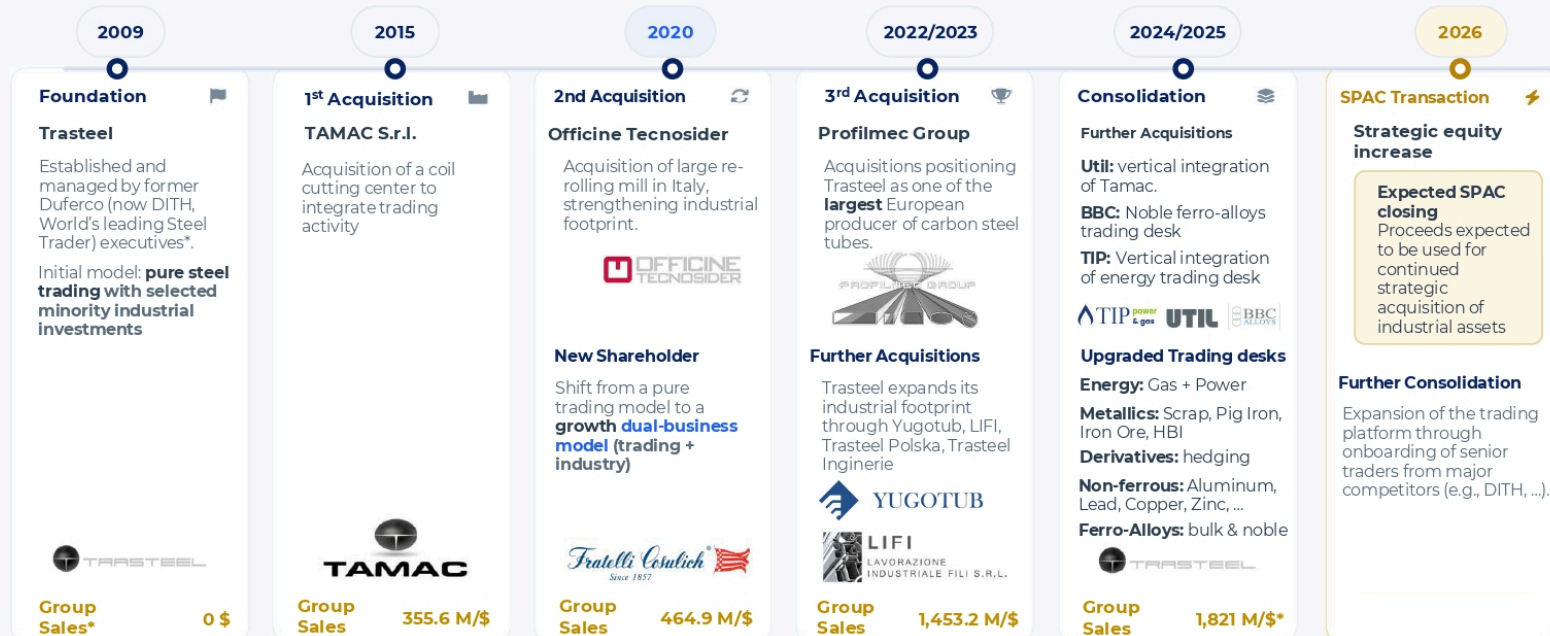 2009
Foundation
Trasteel
Established and
managed by former
Duferco (now DITH,
World's leading Steel
Trader) executives*.
Initial model: pure steel
trading with selected
minority industrial
investments
TRASTEEL
Group
Sales*
0 $
2015
1st Acquisition
TAMAC S.r.l.
Acquisition of a coil
cutting center to
integrate trading
activity
TAMAC
Group
Sales
355.6 M/$
2020
2nd Acquisition
Officine Tecnosider
Acquisition of large re-
rolling mill in Italy,
strengthening industrial
footprint.
OFFICINE
TECNOSIDER
New Shareholder
Shift from a pure
trading model to a
growth dual-business
model (trading +
industry)
Fratelli Cosulich®
Since 1857
Group
Sales
464.9 M/$
2022/2023
3rd Acquisition
Profilmec Group
Acquisitions positioning
Trasteel as one of the
largest European
producer of carbon steel
tubes.
PROFILMEC GROUP
Further Acquisitions
Trasteel expands its
industrial footprint
through Yugotub, LIFI,
Trasteel Polska, Trasteel
Inginerie
YUGOTUB
LIFI
LAVORAZIONE
INDUSTRIALE FILI S.R.L.
Group
Sales
1,453.2 M/$
2024/2025
Consolidation
Further Acquisitions
Util: vertical integration
of Tamac.
BBC: Noble ferro-alloys
trading desk
TIP: Vertical integration
of energy trading desk
TIP power
& gas
UTIL
BBC
ALLOYS
Upgraded Trading desks
Energy: Gas + Power
Metallics: Scrap, Pig Iron,
Iron Ore, HBI
Derivatives: hedging
Non-ferrous: Aluminum,
Lead, Copper, Zinc, ...
Ferro-Alloys: bulk & noble
TRASTEEL
Group
Sales
1,821 M/$*
2026
SPAC Transaction
Strategic equity
increase
Expected SPAC
closing
Proceeds expected
to be used for
continued
strategic
acquisition of
industrial assets
Further Consolidation
Expansion of the trading
platform through
onboarding of senior
traders from major
competitors (e.g., DITH, ...).